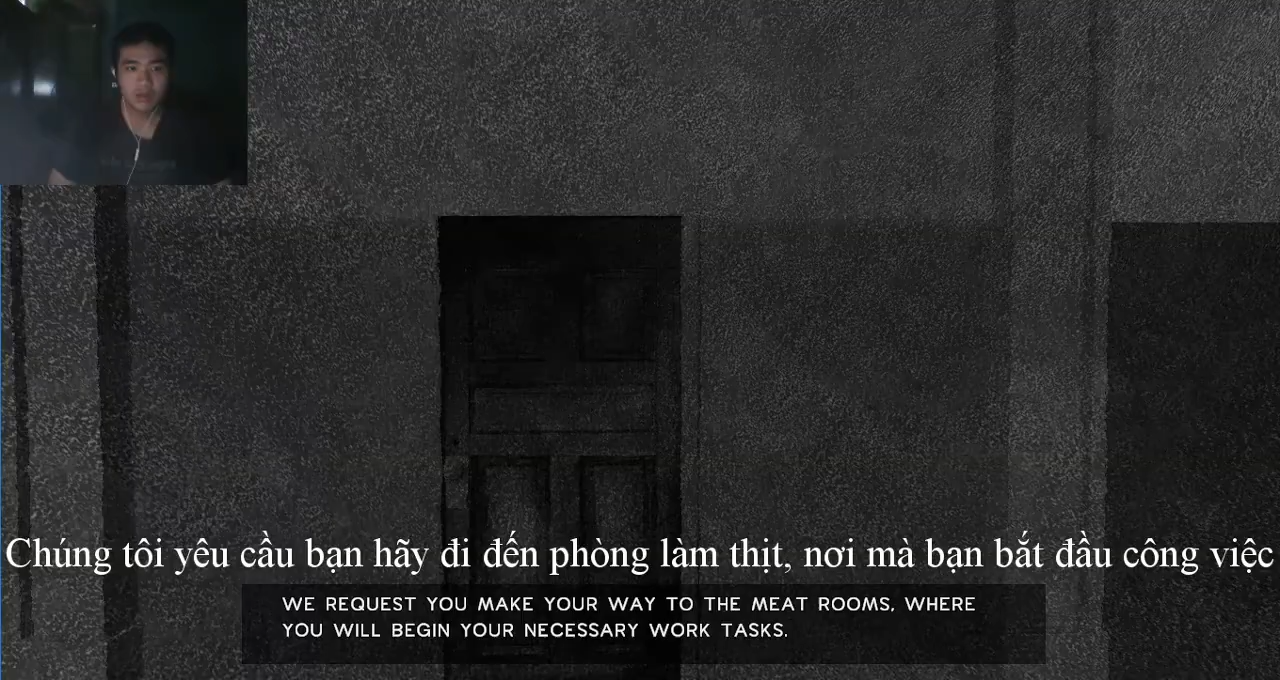 Chúng tôi yêu cầu bạn hãy đi đến phòng làm thịt, nơi mà bạn bắt đầu công việc
WE REQUEST YOU MAKE YOUR WAY TO THE MEAT ROOMS, WHERE
YOU WILL BEGIN YOUR NECESSARY WORK TASKS.